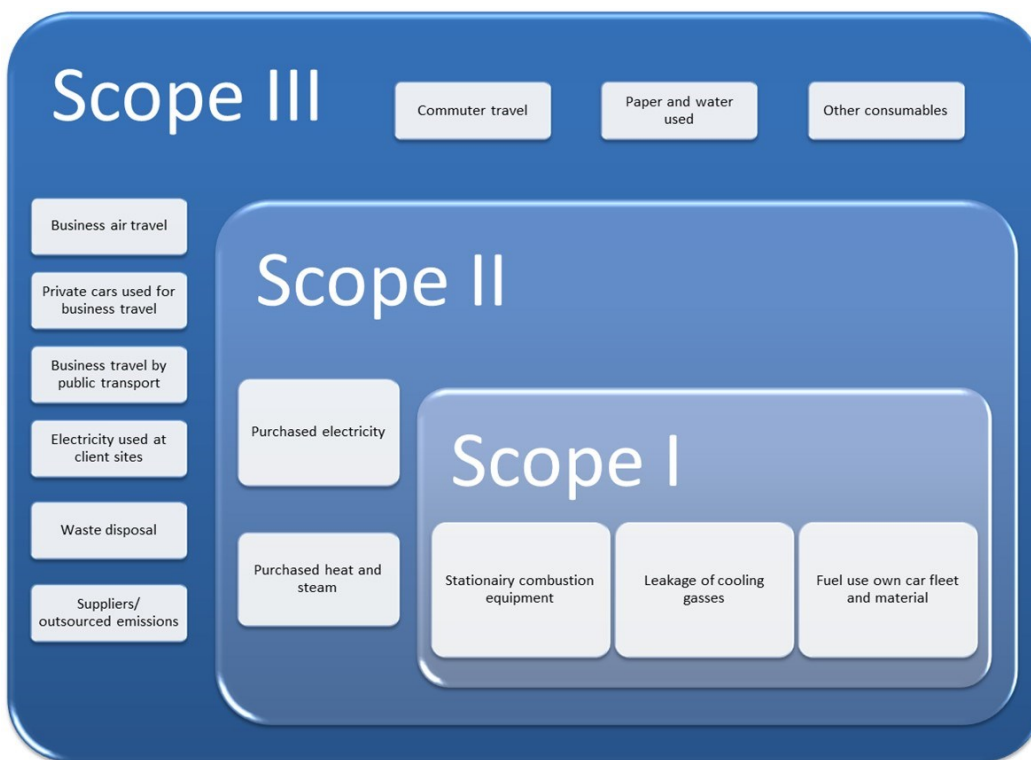 Scope III
Commuter travel
Paper and water
used
Other consumables
Business air travel
Private cars used for
business travel
Business travel by
public transport
Electricity used at
client sites
Waste disposal
Suppliers/
outsourced emissions
Scope II
Purchased electricity
Purchased heat and
steam
Scope I
Stationairy combustion
equipment
Leakage of cooling
gasses
Fuel use own car fleet
and material